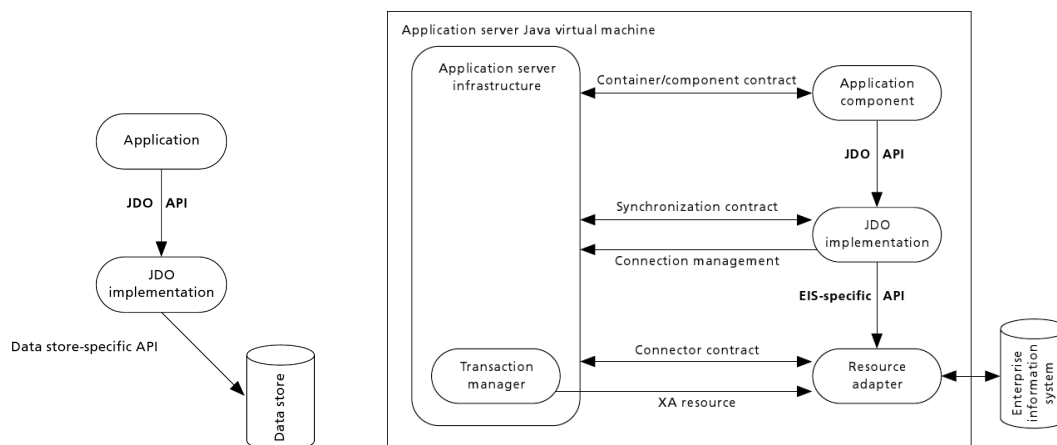 Application
JDO API
JDO
implementation
Data store-specific API
Data store
Application server Java virtual machine
Application server
infrastructure
Container/component contract
Application
component
JDO API
Synchronization contract
JDO
implementation
Connection management
EIS-specific API
Connector contract
Transaction
manager
Resource
adapter
XA resource
Enterprise
information
system